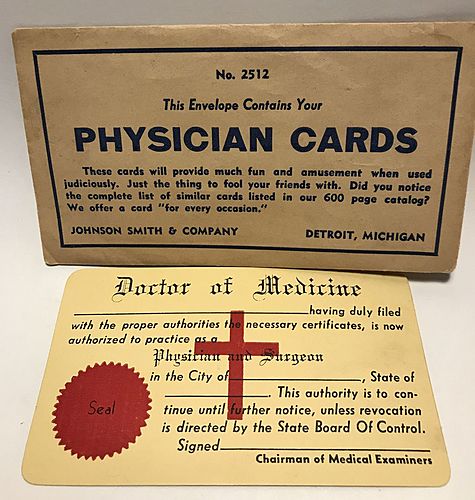 No. 2512
This Envelope Contains Your
PHYSICIAN CARDS
These cards will provide much fun and amusement when used
judiciously. Just the thing to fool your friends with. Did you notice
the complete list of similar cards listed in our 600 page catalog?
We offer a card "for every occasion."
JOHNSON SMITH & COMPANY DETROIT, MICHIGAN
Doctor of Medicine
having duly filed
with the proper authorities the necessary certificates, is now
authorized to practice as a
Physician and Surgeon
in the City of , State of
. This authority is to con-
tinue until further notice, unless revocation
is directed by the State Board Of Control.
Seal
Signed
Chairman of Medical Examiners